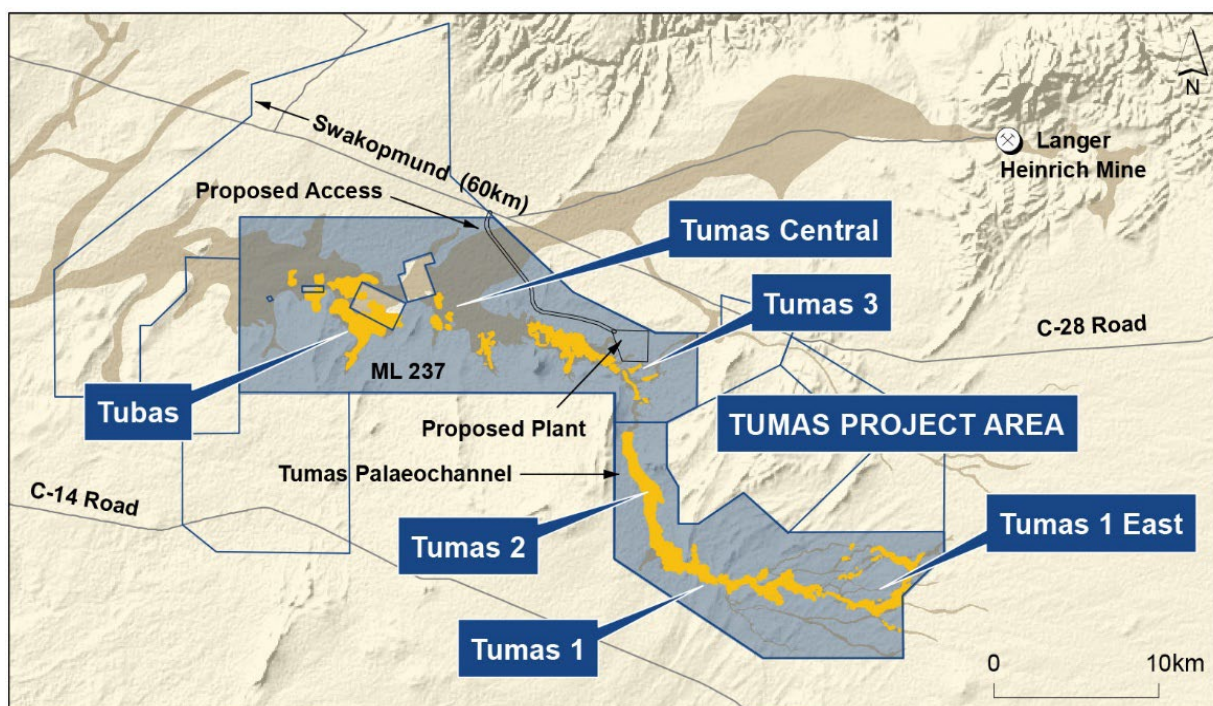 N
Swakopmund (60km)
Langer
Heinrich Mine
Proposed Access
Tumas Central
Tumas 3
C-28 Road
ML 237
Tubas
Proposed Plant
TUMAS PROJECT AREA
Tumas Palaeochannel
C-14 Road
Tumas 2
Tumas 1 East
Tumas 1
0
10km